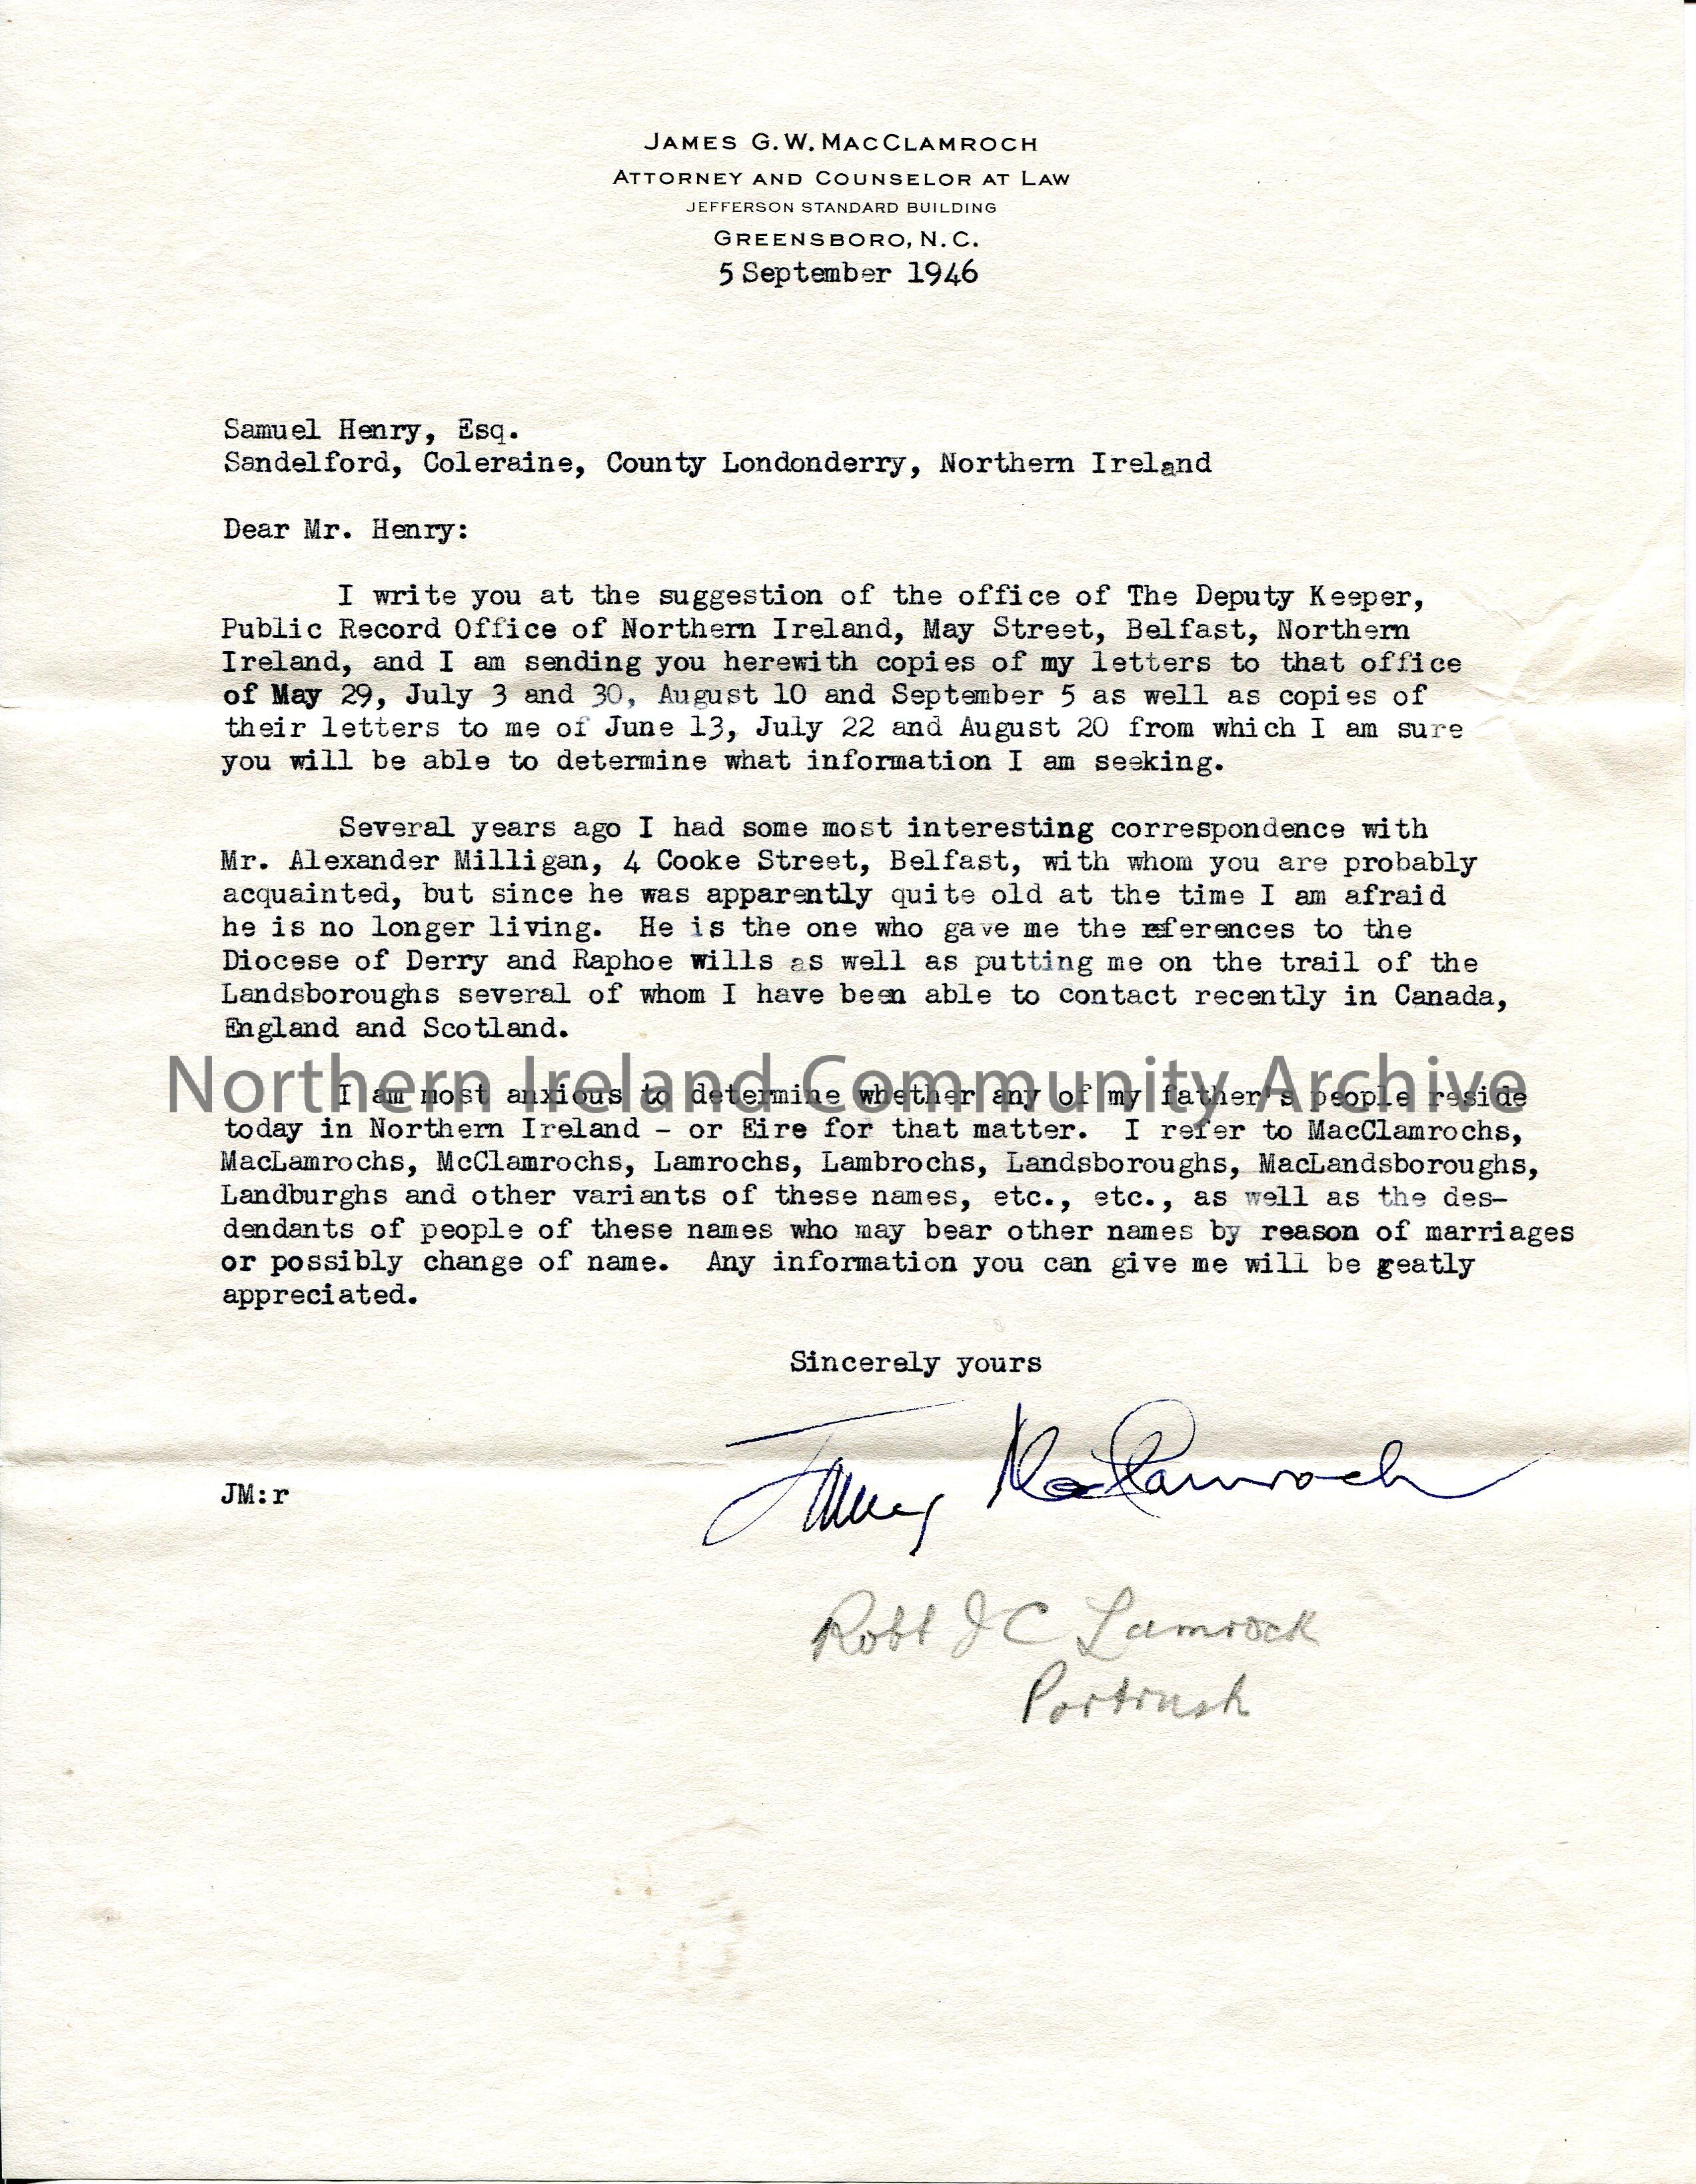 JAMES G. W. MACCLAMROCH
ATTORNEY AND COUNSELOR AT LAW
JEFFERSON STANDARD BUILDING
GREENSBORO, N. C.
5 September 1946
Samuel Henry, Esq.
Sandelford, Coleraine, County Londonderry, Northern Ireland
Dear Mr. Henry:
I write you at the suggestion of the office of The Deputy Keeper,
Public Record Office of Northern Ireland, May Street, Belfast, Northern
Ireland, and I am sending you herewith copies of my letters to that office
of May 29, July 3 and 30, August 10 and September 5 as well as copies of
their letters to me of June 13, July 22 and August 20 from which I am sure
you will be able to determine what information I am seeking.
Several years ago I had some most interesting correspondence with
Mr. Alexander Milligan, 4 Cooke Street, Belfast, with whom you are probably
acquainted, but since he was apparently quite old at the time I am afraid
he is no longer living. He is the one who gave me the references to the
Diocese of Derry and Raphoe wills as well as putting me on the trail of the
Landsboroughs several of whom I have been able to contact recently in Canada,
England and Scotland.
Northern Ireland Community Archive
I am most anxious to determine whether any of my father's people reside
today in Northern Ireland - or Eire for that matter. I refer to MacClamrochs,
MacLamrochs, McClamrochs, Lamrochs, Lambrochs, Landsboroughs, MacLandsboroughs,
Landburghs and other variants of these names, etc., etc., as well as the des-
dendants of people of these names who may bear other names by reason of marriages
or possibly change of name. Any information you can give me will be geatly
appreciated.
Sincerely yours
James MacClamroch
JM:r
Robt J C Lamrock
Portrush